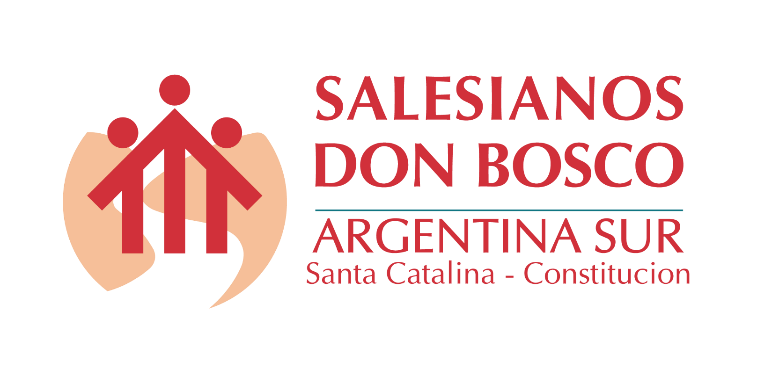 SALESIANOS
DON BOSCO
ARGENTINA SUR
Santa Catalina - Constitucion